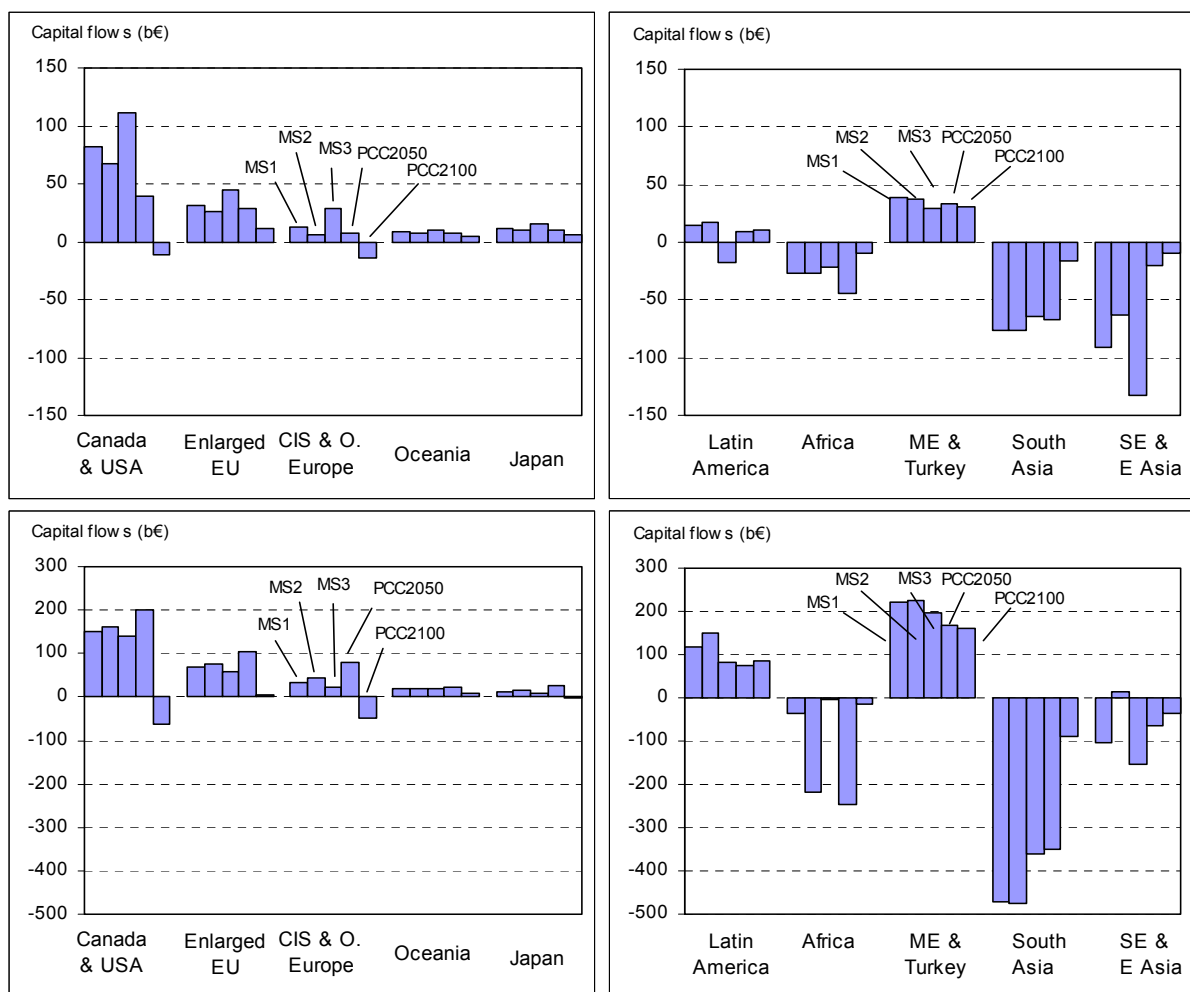 Capital flows (b€)
150
100
50
0
-50
-100
-150
MS1
MS2
MS3
PCC2050
PCC2100
Canada
& USA
Enlarged
EU
CIS & O.
Europe
Oceania
Japan
Capital flows (b€)
150
100
50
0
-50
-100
-150
MS1
MS2
MS3
PCC2050
PCC2100
Latin
America
Africa
ME &
Turkey
South
Asia
SE &
E Asia
Capital flows (b€)
300
200
100
0
-100
-200
-300
-400
-500
MS1
MS2
MS3
PCC2050
PCC2100
Canada
& USA
Enlarged
EU
CIS & O.
Europe
Oceania
Japan
Capital flows (b€)
300
200
100
0
-100
-200
-300
-400
-500
MS1
MS2
MS3
PCC2050
PCC2100
Latin
America
Africa
ME &
Turkey
South
Asia
SE &
E Asia